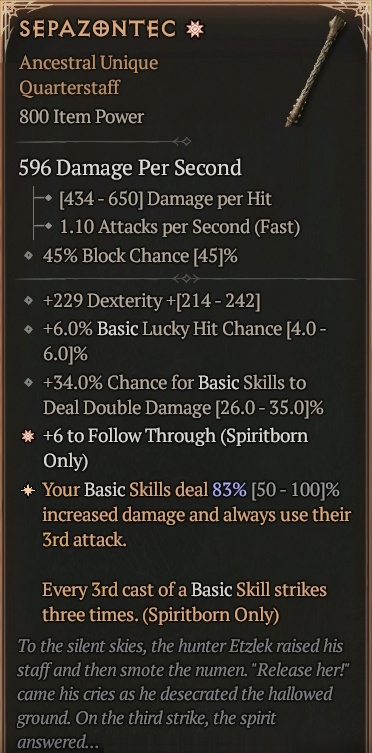 SEPAZONTEC
Ancestral Unique
Quarterstaff
800 Item Power
596 Damage Per Second
[434 - 650] Damage per Hit
1.10 Attacks per Second (Fast)
45% Block Chance [45]%
+229 Dexterity +[214 - 242]
+6.0% Basic Lucky Hit Chance [4.0 -
6.0]%
+34.0% Chance for Basic Skills to
Deal Double Damage [26.0 - 35.0]%
+6 to Follow Through (Spiritborn
Only)
Your Basic Skills deal 83% [50 - 100]%
increased damage and always use their
3rd attack.
Every 3rd cast of a Basic Skill strikes
three times. (Spiritborn Only)
To the silent skies, the hunter Etzlek raised his
staff and then smote the numen. "Release her!"
came his cries as he desecrated the hallowed
ground. On the third strike, the spirit
answered...